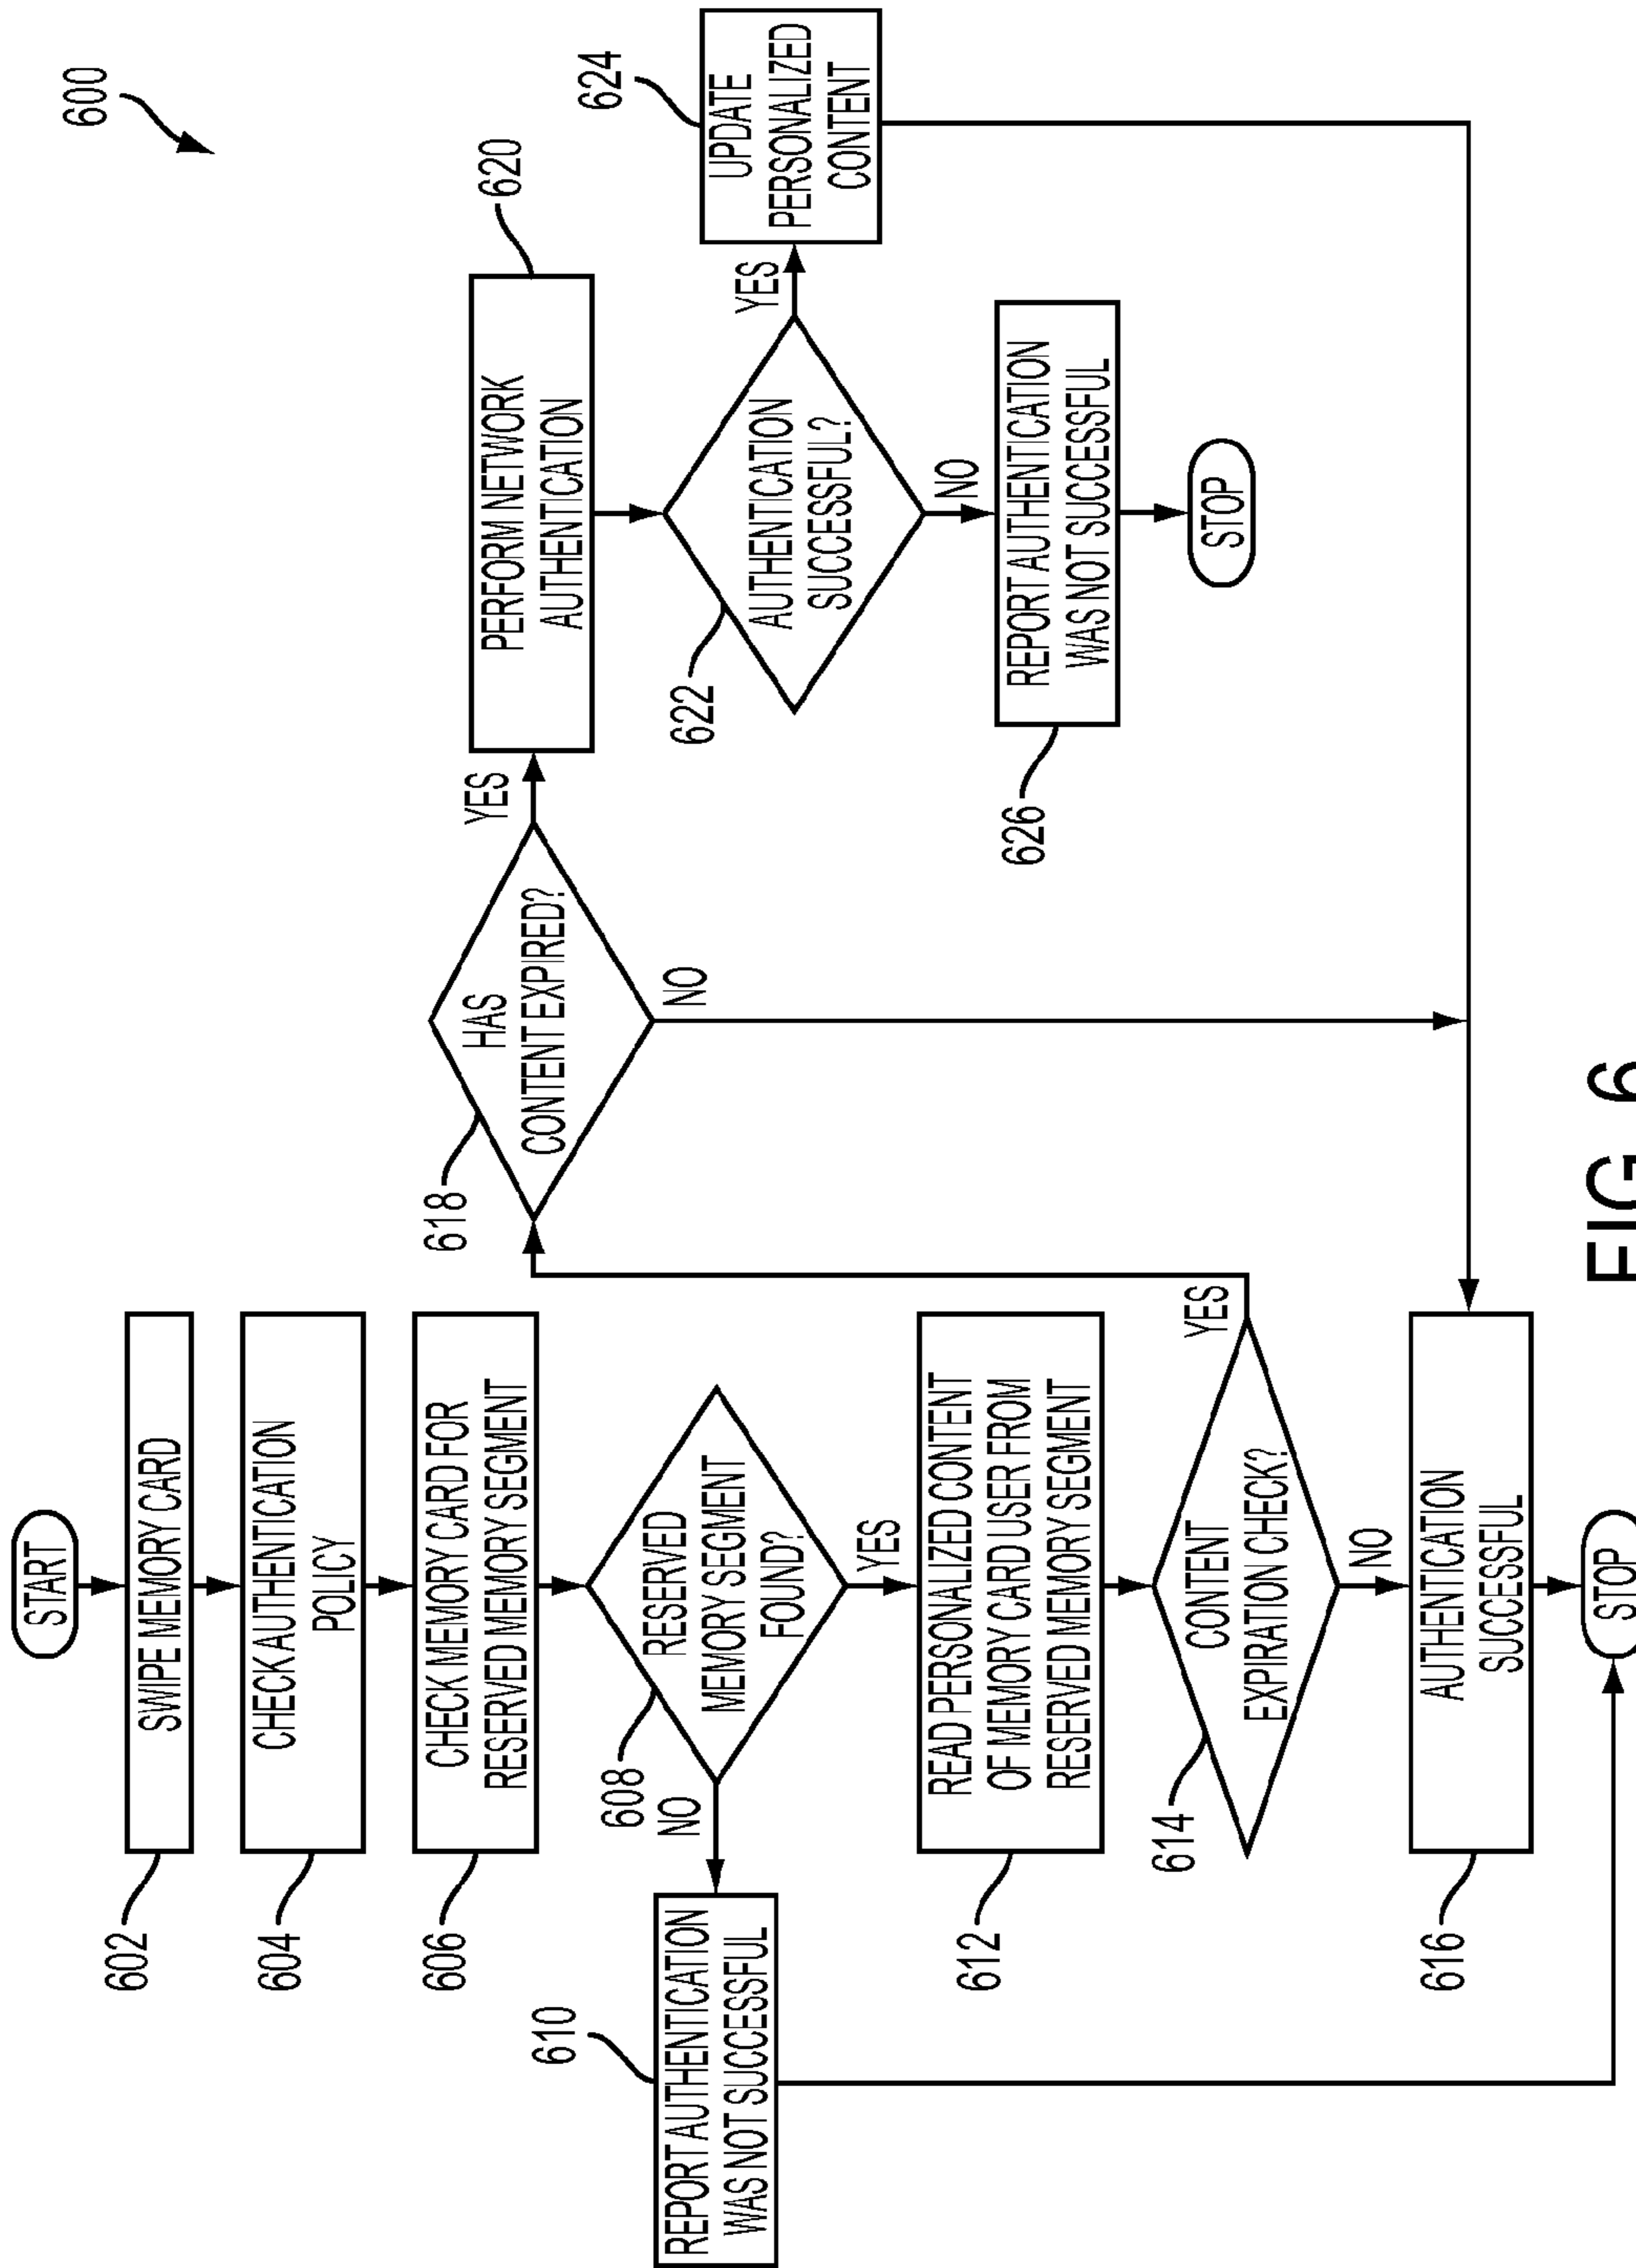 600
START
602
SWIPE MEMORY CARD
604
CHECK AUTHENTICATION
POLICY
606
CHECK MEMORY CARD FOR
RESERVED MEMORY SEGMENT
608
RESERVED
MEMORY SEGMENT
FOUND?
NO
610
REPORT AUTHENTICATION
WAS NOT SUCCESSFUL
YES
612
READ PERSONALIZED CONTENT
OF MEMORY CARD USER FROM
RESERVED MEMORY SEGMENT
614
CONTENT
EXPIRATION CHECK?
YES
NO
616
AUTHENTICATION
SUCCESSFUL
STOP
618
HAS
CONTENT EXPIRED?
YES
NO
620
PERFORM NETWORK
AUTHENTICATION
622
AUTHENTICATION
SUCCESSFUL?
YES
624
UPDATE
PERSONALIZED
CONTENT
NO
626
REPORT AUTHENTICATION
WAS NOT SUCCESSFUL
STOP
FIG 6